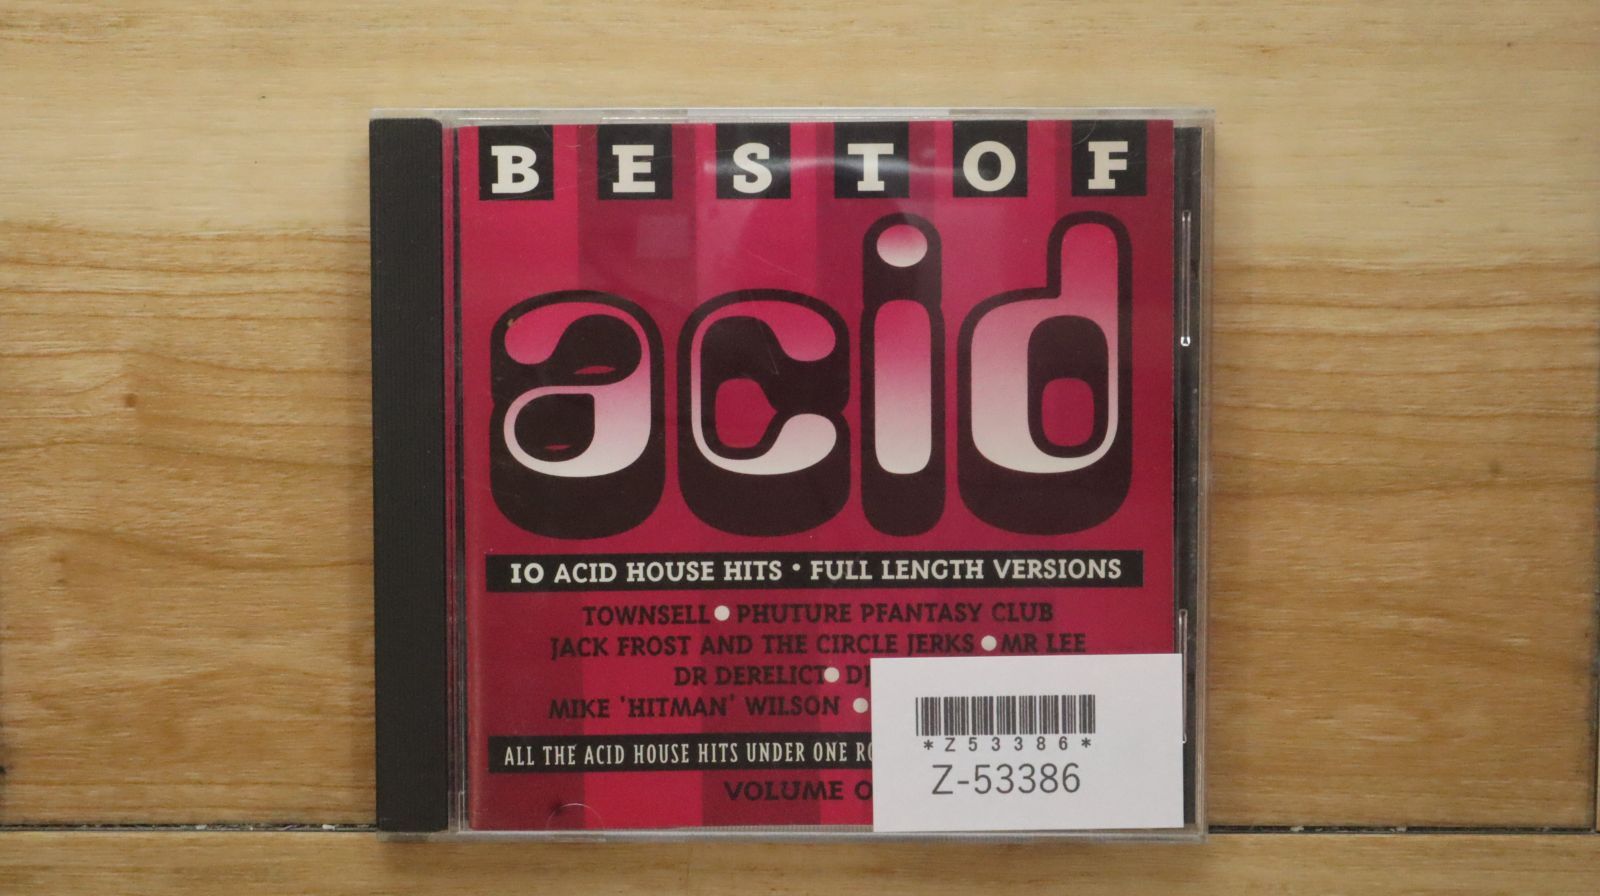 BEST OF
acid
10 ACID HOUSE HITS • FULL LENGTH VERSIONS
TOWNSELL • PHUTURE PFANTASY CLUB
JACK FROST AND THE CIRCLE JERKS • MR LEE
DR DERELICT • DJ
MIKE 'HITMAN' WILSON •
ALL THE ACID HOUSE HITS UNDER ONE
VOLUME
*Z53386*
Z-53386